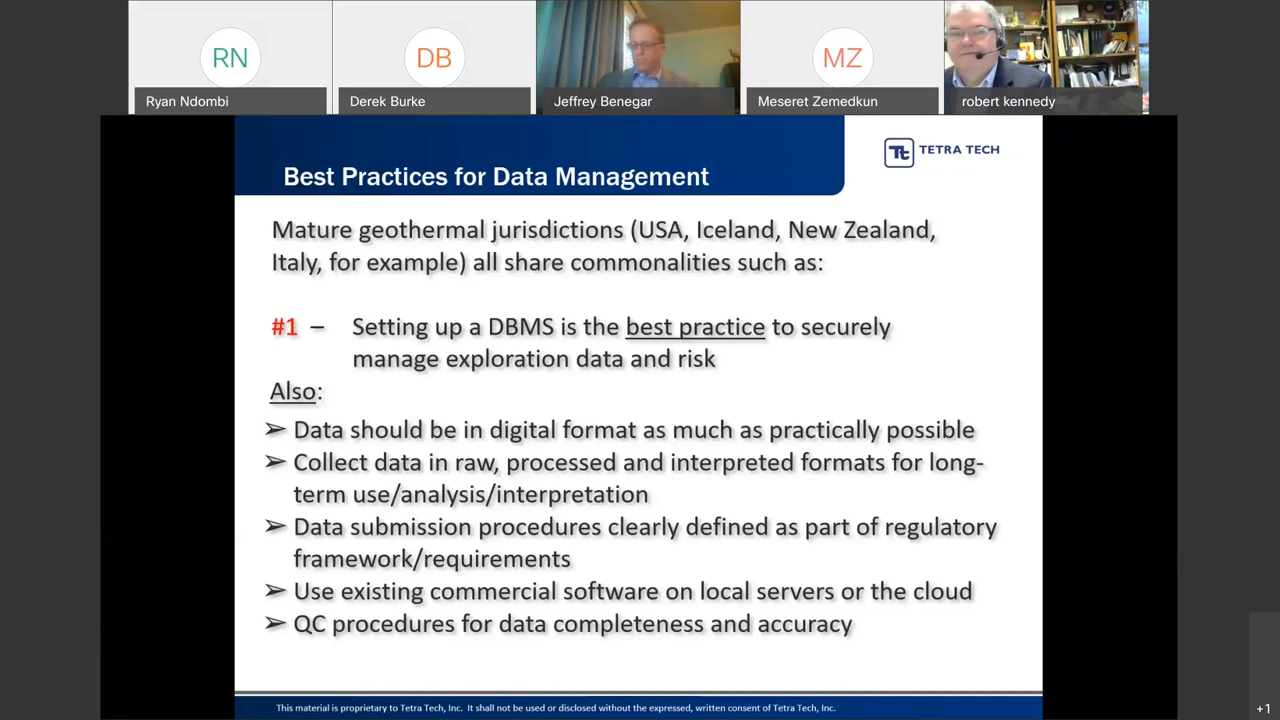 RN
DB
MZ
Ryan Ndombi
Derek Burke
Jeffrey Benegar
Meseret Zemedkun
robert kennedy
Best Practices for Data Management
Tt TETRA TECH
Mature geothermal jurisdictions (USA, Iceland, New Zealand,
Italy, for example) all share commonalities such as:
#1 – Setting up a DBMS is the best practice to securely
manage exploration data and risk
Also:
➢ Data should be in digital format as much as practically possible
➢ Collect data in raw, processed and interpreted formats for long-
term use/analysis/interpretation
➢ Data submission procedures clearly defined as part of regulatory
framework/requirements
➢ Use existing commercial software on local servers or the cloud
➢ QC procedures for data completeness and accuracy
This material is proprietary to Tetra Tech, Inc. It shall not be used or disclosed without the expressed, written consent of Tetra Tech, Inc.
+1